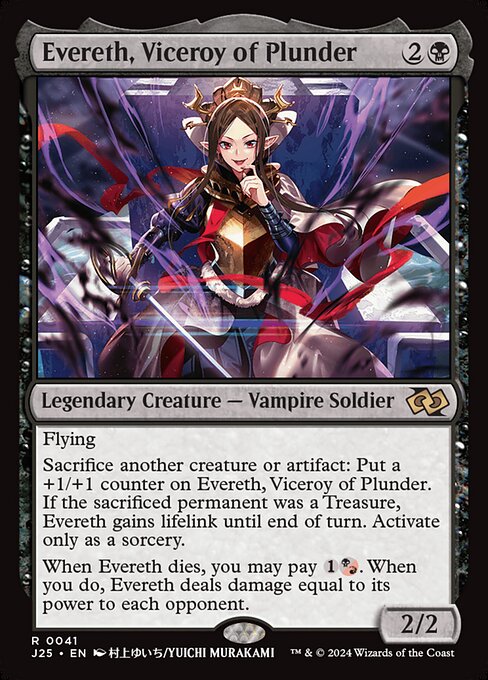 Evereth, Viceroy of Plunder 2
Legendary Creature — Vampire Soldier
Flying
Sacrifice another creature or artifact: Put a
+1/+1 counter on Evereth, Viceroy of Plunder.
If the sacrificed permanent was a Treasure,
Evereth gains lifelink until end of turn. Activate
only as a sorcery.
When Evereth dies, you may pay 1 . When
you do, Evereth deals damage equal to its
power to each opponent.
2/2
R 0041
J25 • EN 村上ゆいち/YUICHI MURAKAMI
™ & © 2024 Wizards of the Coast